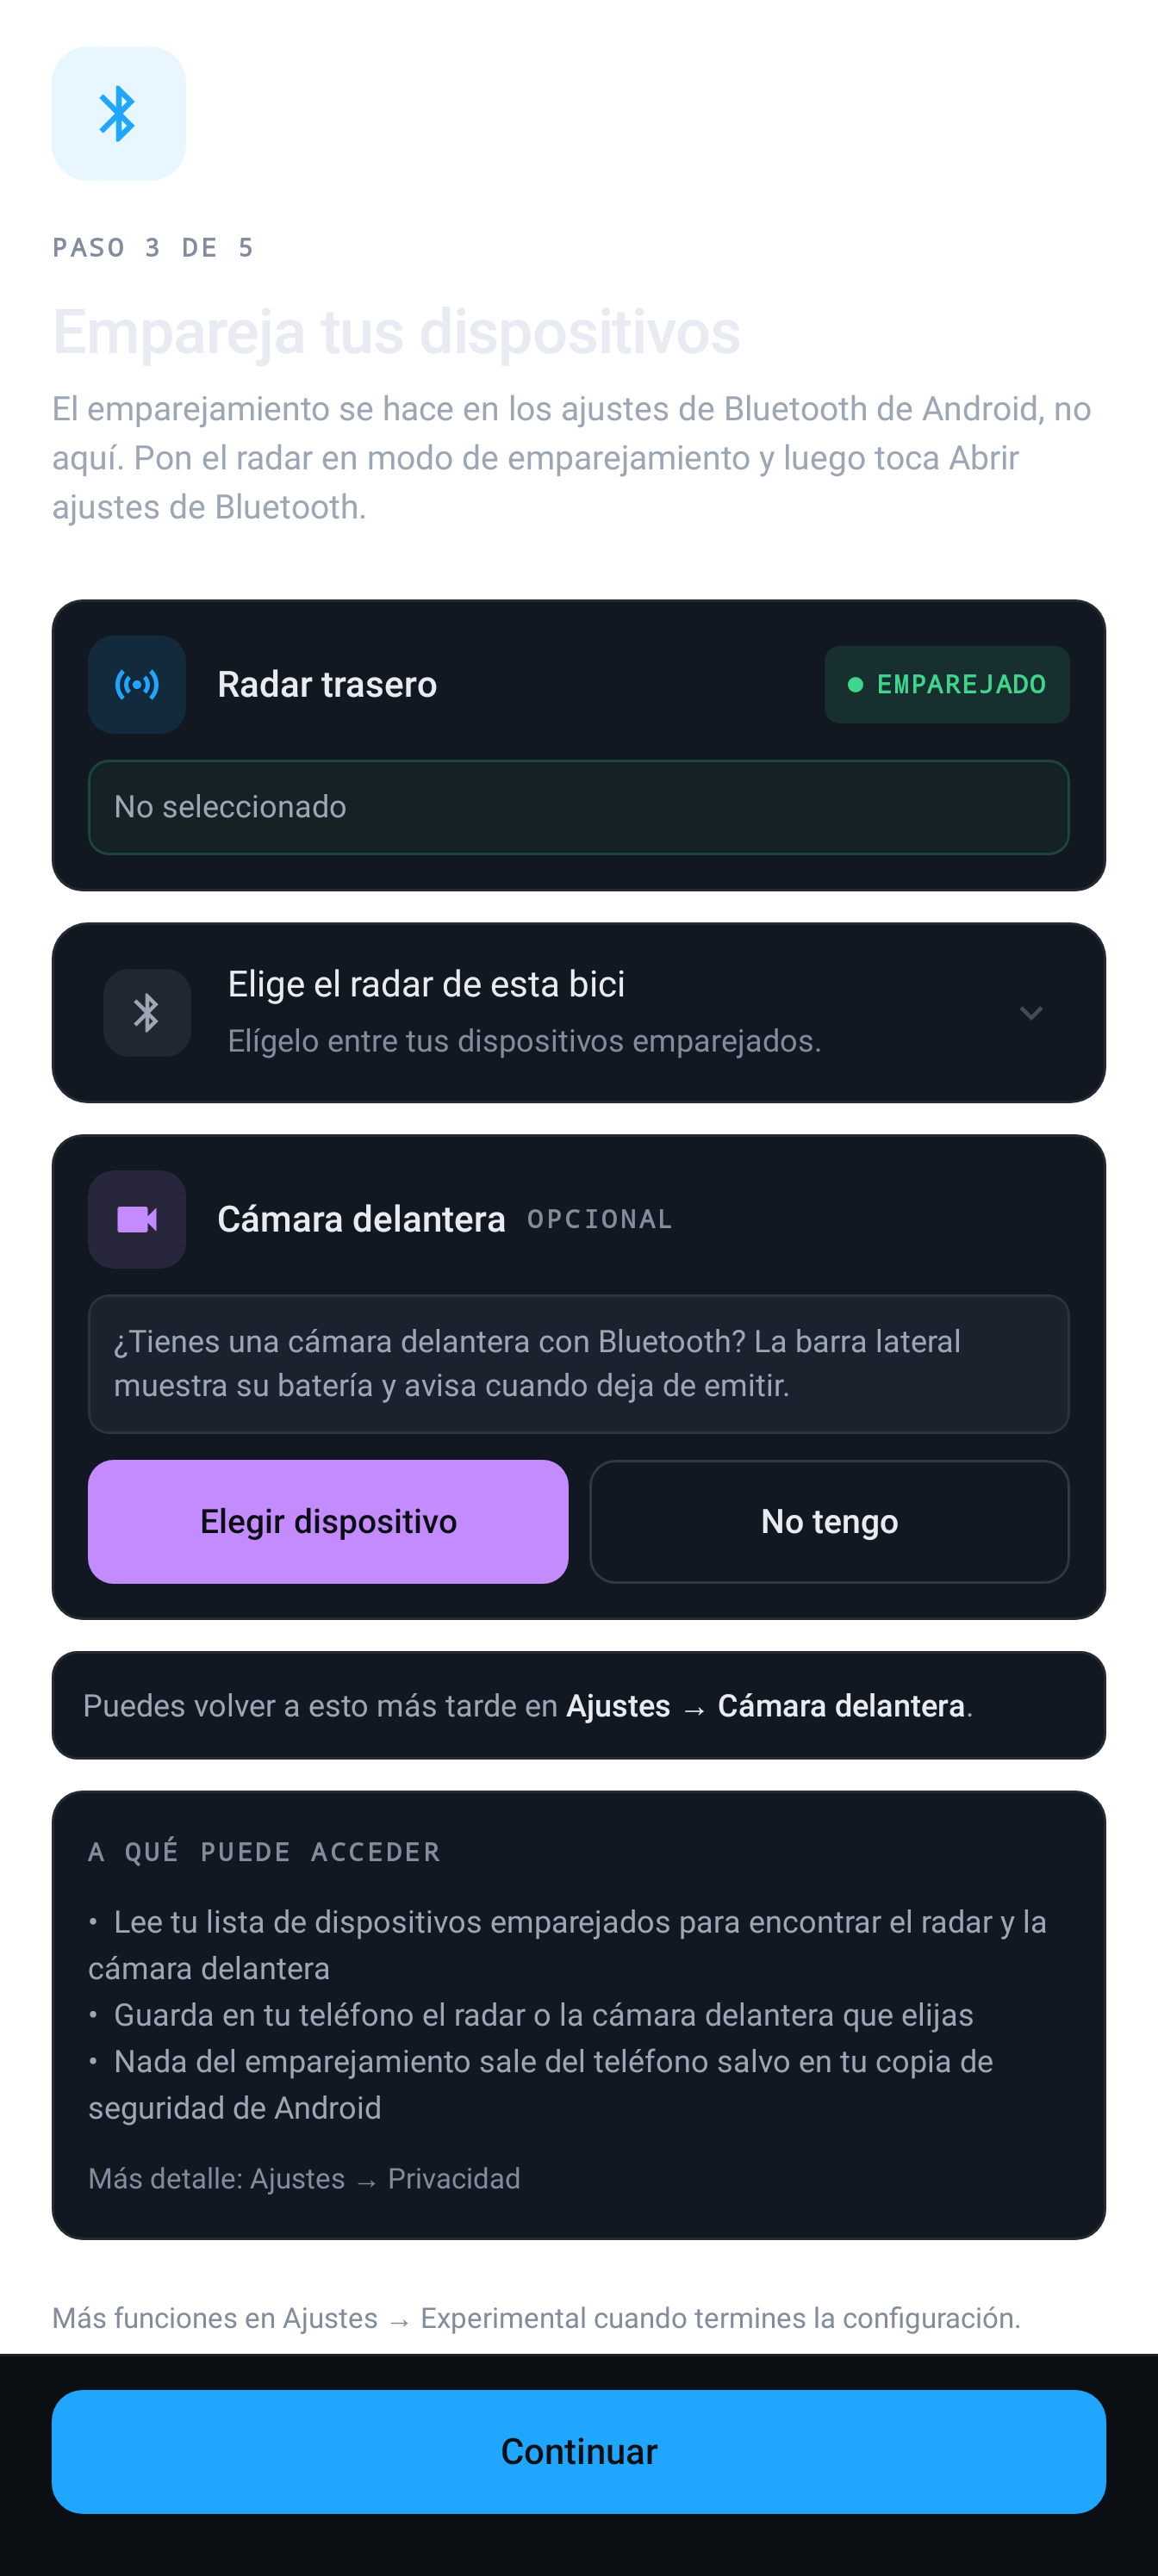 PASO 3 DE 5
Empareja tus dispositivos
El emparejamiento se hace en los ajustes de Bluetooth de Android, no
aquí. Pon el radar en modo de emparejamiento y luego toca Abrir
ajustes de Bluetooth.
Radar trasero
EMPAREJADO
No seleccionado
Elige el radar de esta bici
Elígelo entre tus dispositivos emparejados.
Cámara delantera OPCIONAL
¿Tienes una cámara delantera con Bluetooth? La barra lateral
muestra su batería y avisa cuando deja de emitir.
Elegir dispositivo
No tengo
Puedes volver a esto más tarde en Ajustes → Cámara delantera.
A QUÉ PUEDE ACCEDER
• Lee tu lista de dispositivos emparejados para encontrar el radar y la
cámara delantera
• Guarda en tu teléfono el radar o la cámara delantera que elijas
• Nada del emparejamiento sale del teléfono salvo en tu copia de
seguridad de Android
Más detalle: Ajustes → Privacidad
Más funciones en Ajustes → Experimental cuando termines la configuración.
Continuar